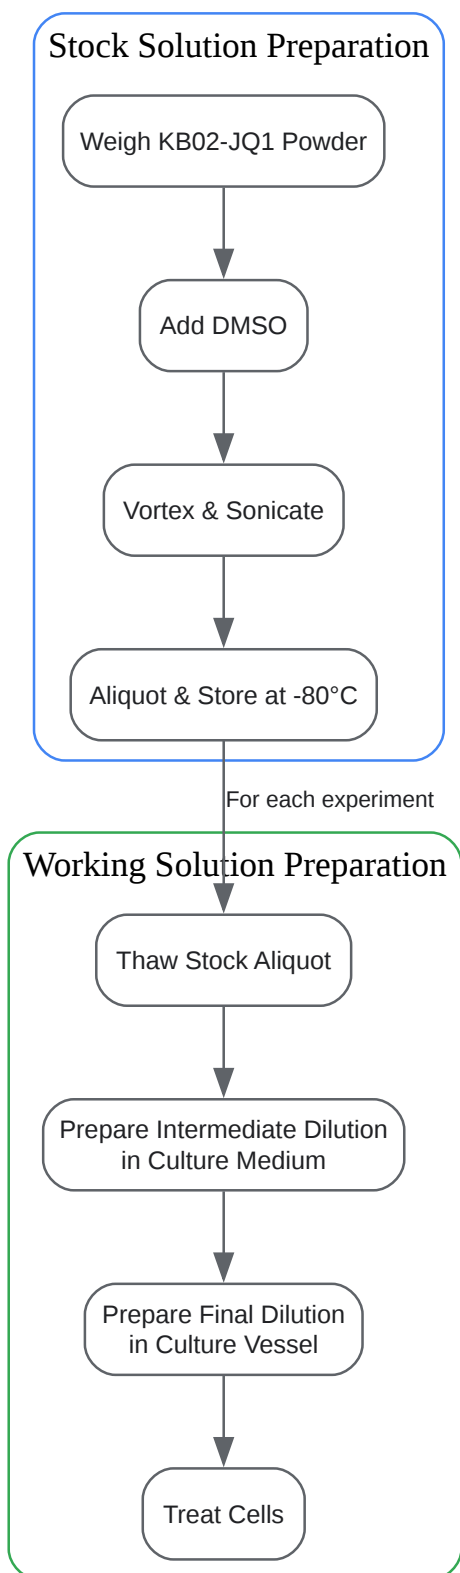 Stock Solution Preparation
Weigh KB02-JQ1 Powder
Add DMSO
Vortex & Sonicate
Aliquot & Store at -80°C
For each experiment
Working Solution Preparation
Thaw Stock Aliquot
Prepare Intermediate Dilution
in Culture Medium
Prepare Final Dilution
in Culture Vessel
Treat Cells